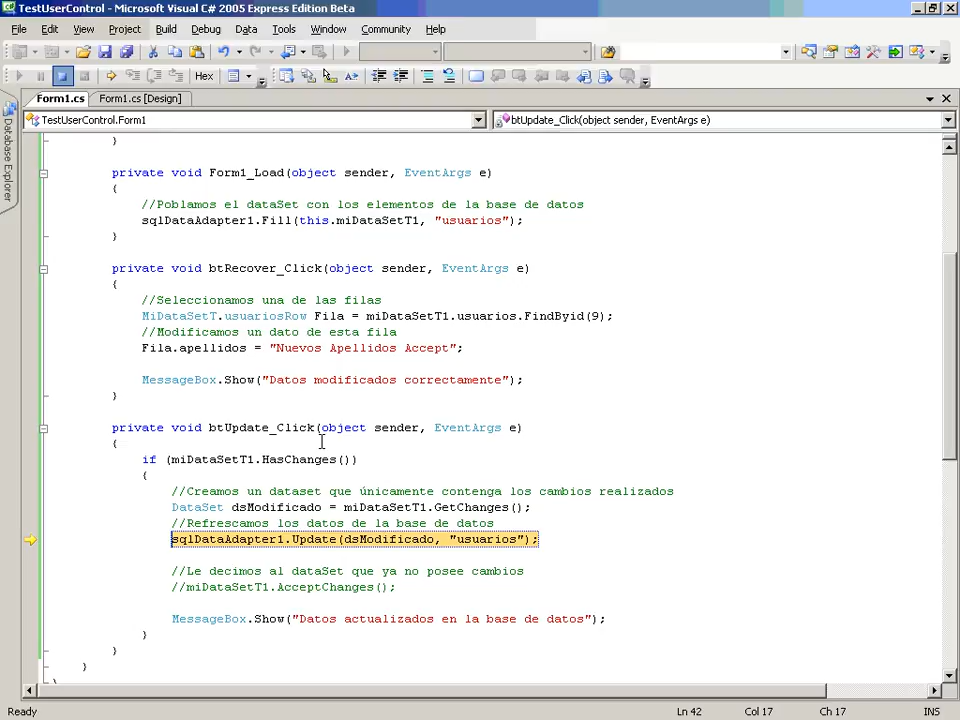 TestUserControl - Microsoft Visual C# 2005 Express Edition Beta
File Edit View Project Build Debug Data Tools Window Community Help
Hex
Form1.cs Form1.cs [Design]
Database Explorer
TestUserControl.Form1 btUpdate_Click(object sender, EventArgs e)
}
private void Form1_Load(object sender, EventArgs e)
{
//Poblamos el dataSet con los elementos de la base de datos
sqlDataAdapter1.Fill(this.miDataSetT1, "usuarios");
}
private void btRecover_Click(object sender, EventArgs e)
{
//Seleccionamos una de las filas
MiDataSetT.usuariosRow Fila = miDataSetT1.usuarios.FindByid(9);
//Modificamos un dato de esta fila
Fila.apellidos = "Nuevos Apellidos Accept";
MessageBox.Show("Datos modificados correctamente");
}
private void btUpdate_Click(object sender, EventArgs e)
{
if (miDataSetT1.HasChanges())
{
//Creamos un dataset que únicamente contenga los cambios realizados
DataSet dsModificado = miDataSetT1.GetChanges();
//Refrescamos los datos de la base de datos
sqlDataAdapter1.Update(dsModificado, "usuarios");
//Le decimos al dataSet que ya no posee cambios
//miDataSetT1.AcceptChanges();
MessageBox.Show("Datos actualizados en la base de datos");
}
}
}
Ready Ln 42 Col 17 Ch 17 INS